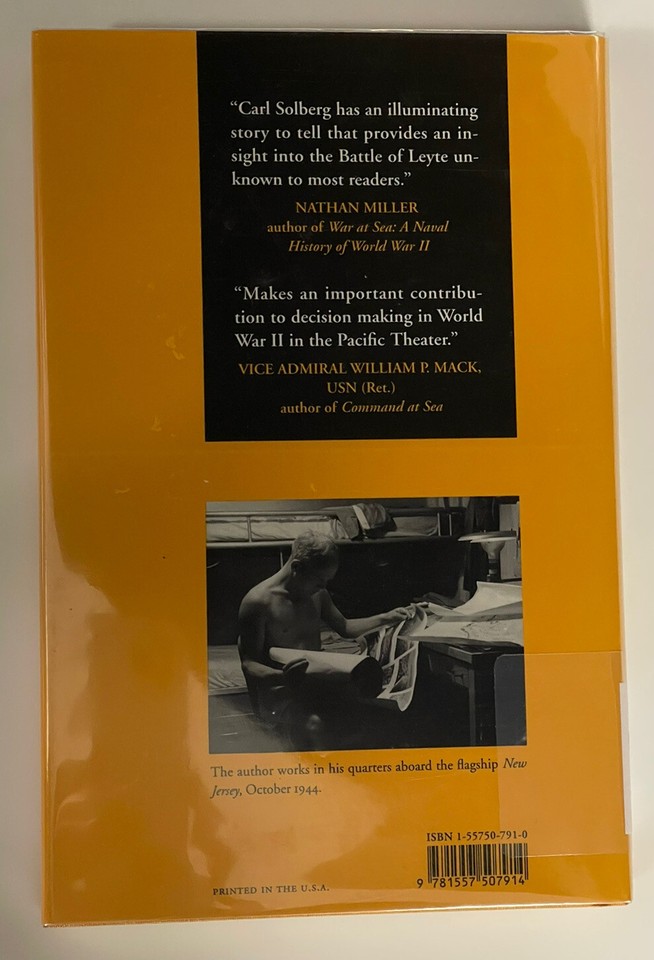 “Carl Solberg has an illuminating
story to tell that provides an in-
sight into the Battle of Leyte un-
known to most readers.”
NATHAN MILLER
author of War at Sea: A Naval
History of World War II
“Makes an important contribu-
tion to decision making in World
War II in the Pacific Theater.”
VICE ADMIRAL WILLIAM P. MACK,
USN (Ret.)
author of Command at Sea
The author works in his quarters aboard the flagship New
Jersey, October 1944.
ISBN 1-55750-791-0
9 781557 507914
PRINTED IN THE U.S.A.